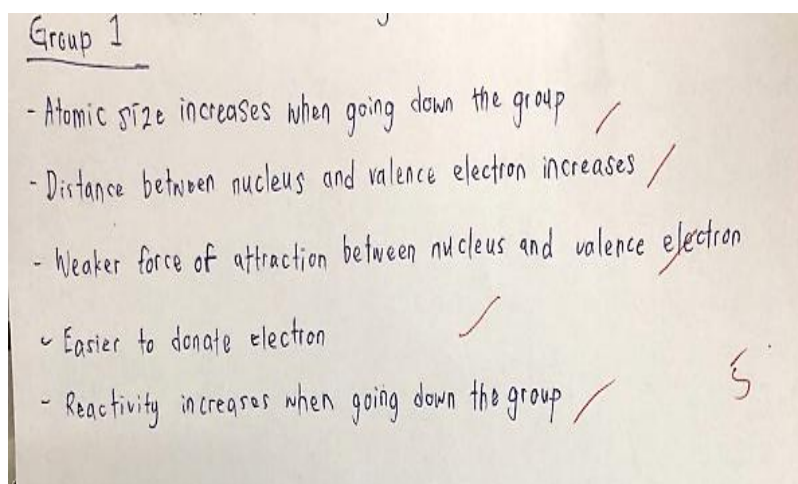 Group 1
- Atomic size increases when going down the group /
- Distance between nucleus and valence electron increases /
- Weaker force of attraction between nucleus and valence electron /
- Easier to donate electron /
- Reactivity increases when going down the group /
5